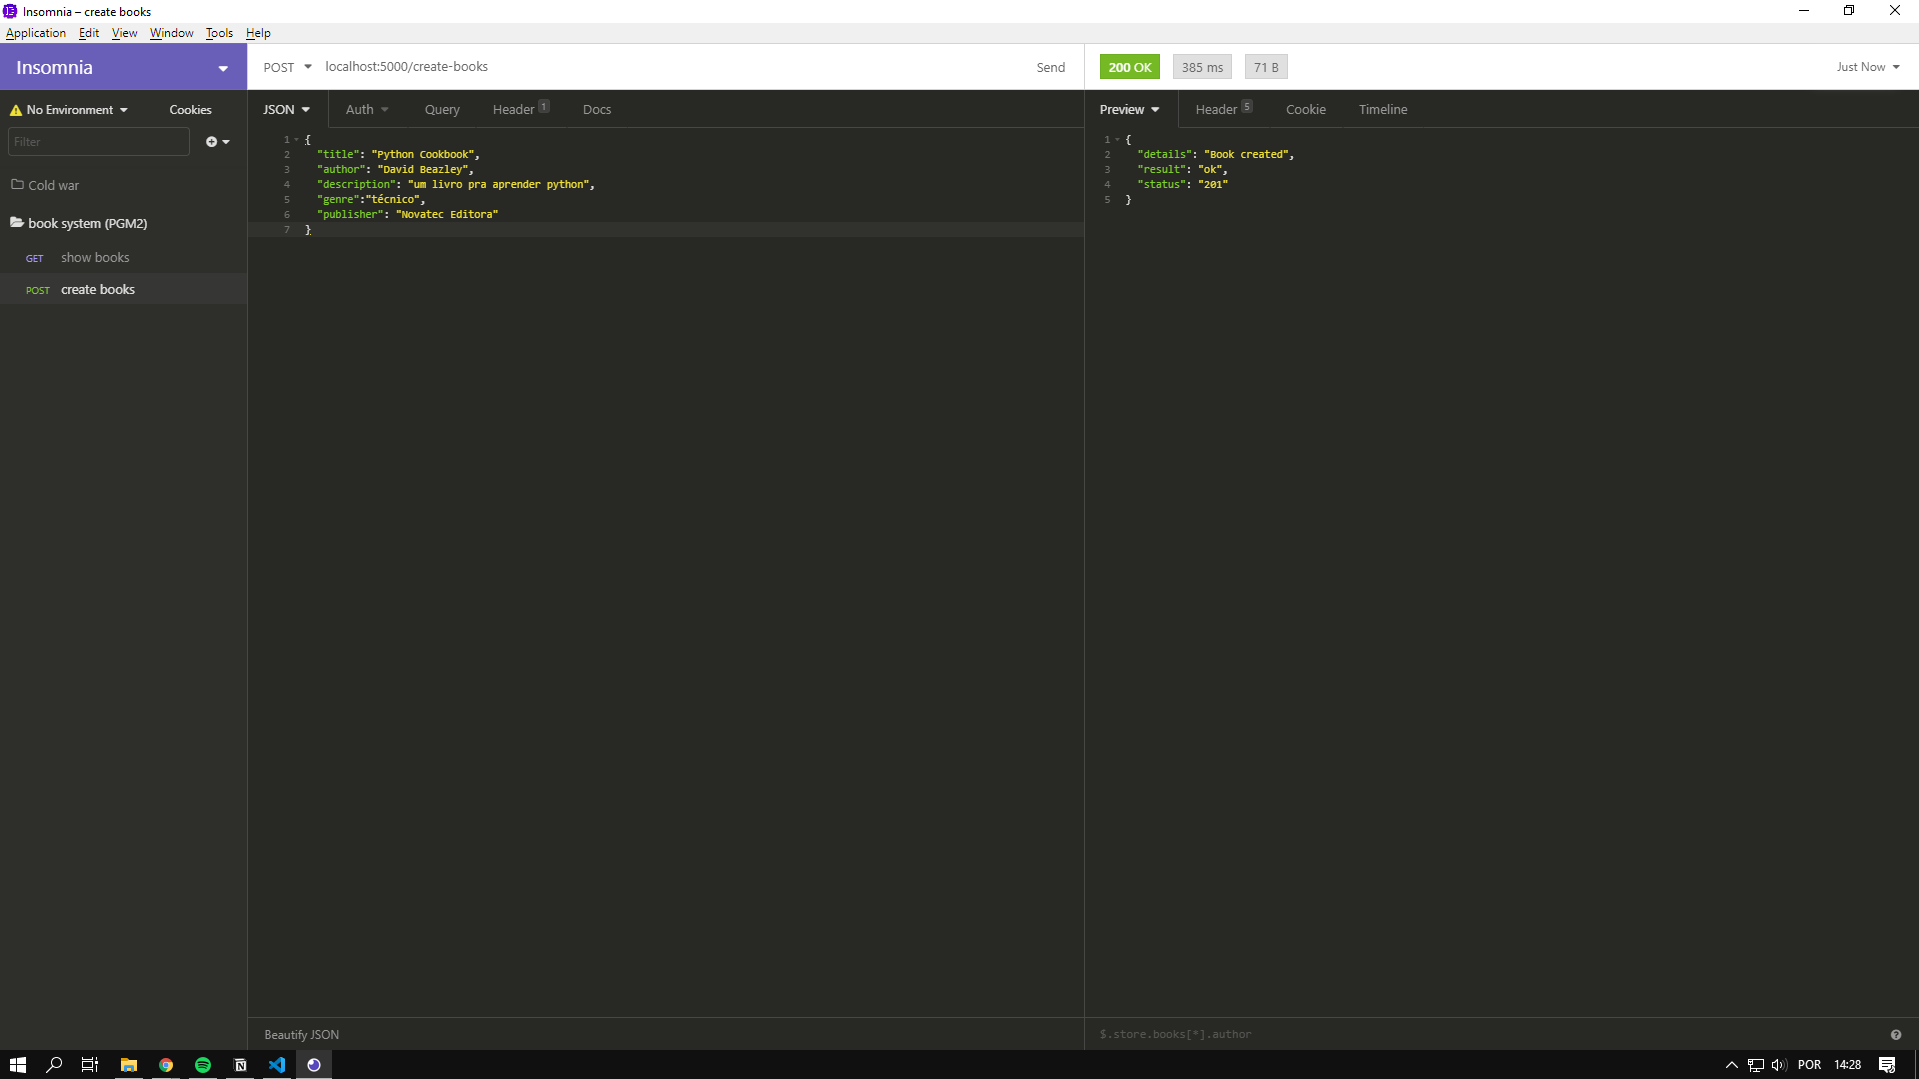 Insomnia – create books
Application Edit View Window Tools Help
Insomnia
POST localhost:5000/create-books Send
200 OK 385 ms 71 B Just Now
No Environment Cookies
JSON Auth Query Header 1 Docs
Preview Header 5 Cookie Timeline
Filter
Cold war
book system (PGM2)
GET show books
POST create books
1 {
2 "title": "Python Cookbook",
3 "author": "David Beazley",
4 "description": "um livro pra aprender python",
5 "genre":"técnico",
6 "publisher": "Novatec Editora"
7 }
1 {
2 "details": "Book created",
3 "result": "ok",
4 "status": "201"
5 }
Beautify JSON
$.store.books[*].author
POR 14:28